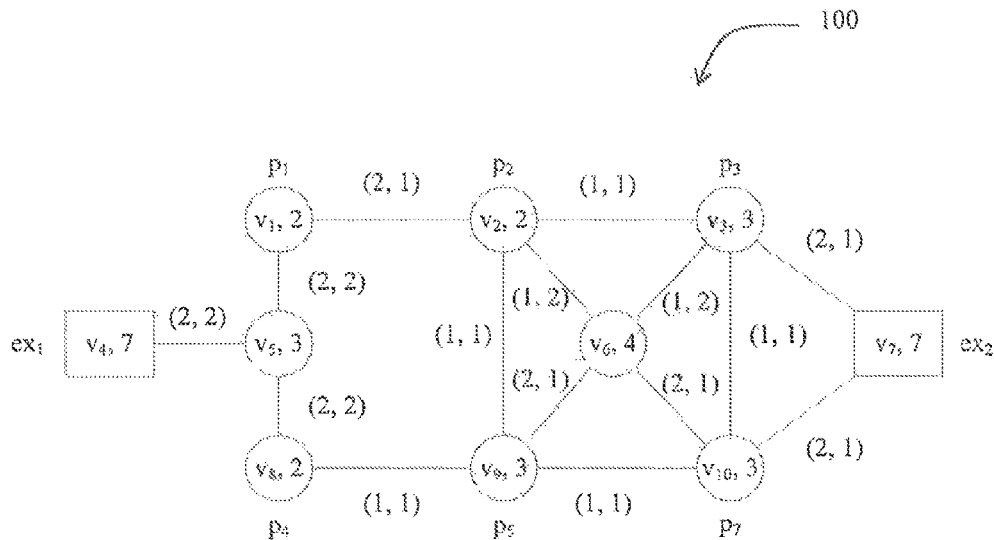 100
p₁ p₂ p₃
(2, 1) (1, 1)
v₁, 2 v₂, 2 v₃, 3
(2, 1)
(2, 2) (1, 2) (1, 2)
(2, 2)
ex₁ v₄, 7 v₅, 3 (1, 1) v₆, 4 (1, 1) v₇, 7 ex₂
(2, 1) (2, 1)
(2, 2)
(2, 1)
v₈, 2 v₉, 3 v₁₀, 3
(1, 1) (1, 1)
p₄ p₅ p₇